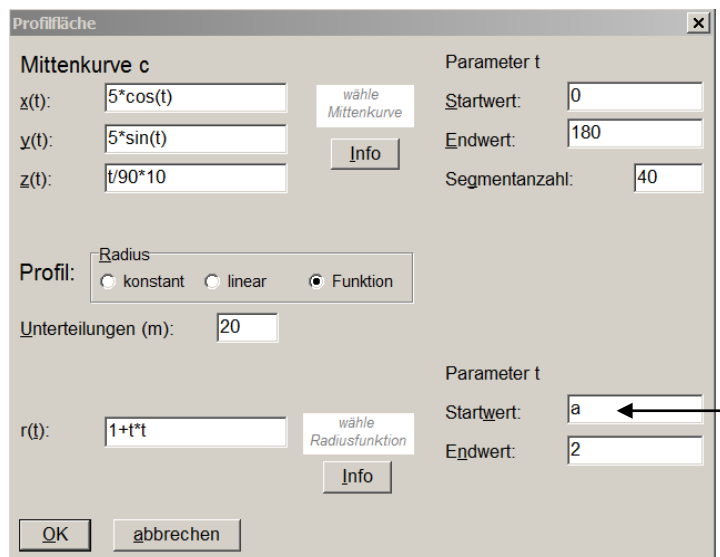 Profilfläche
Mittenkurve c
x(t): 5*cos(t)
y(t): 5*sin(t)
z(t): t/90*10
wähle
Mittenkurve
Info
Parameter t
Startwert: 0
Endwert: 180
Segmentanzahl: 40
Profil:
Radius
konstant linear Funktion
Unterteilungen (m): 20
r(t): 1+t*t
wähle
Radiusfunktion
Info
Parameter t
Startwert: a
Endwert: 2
OK abbrechen